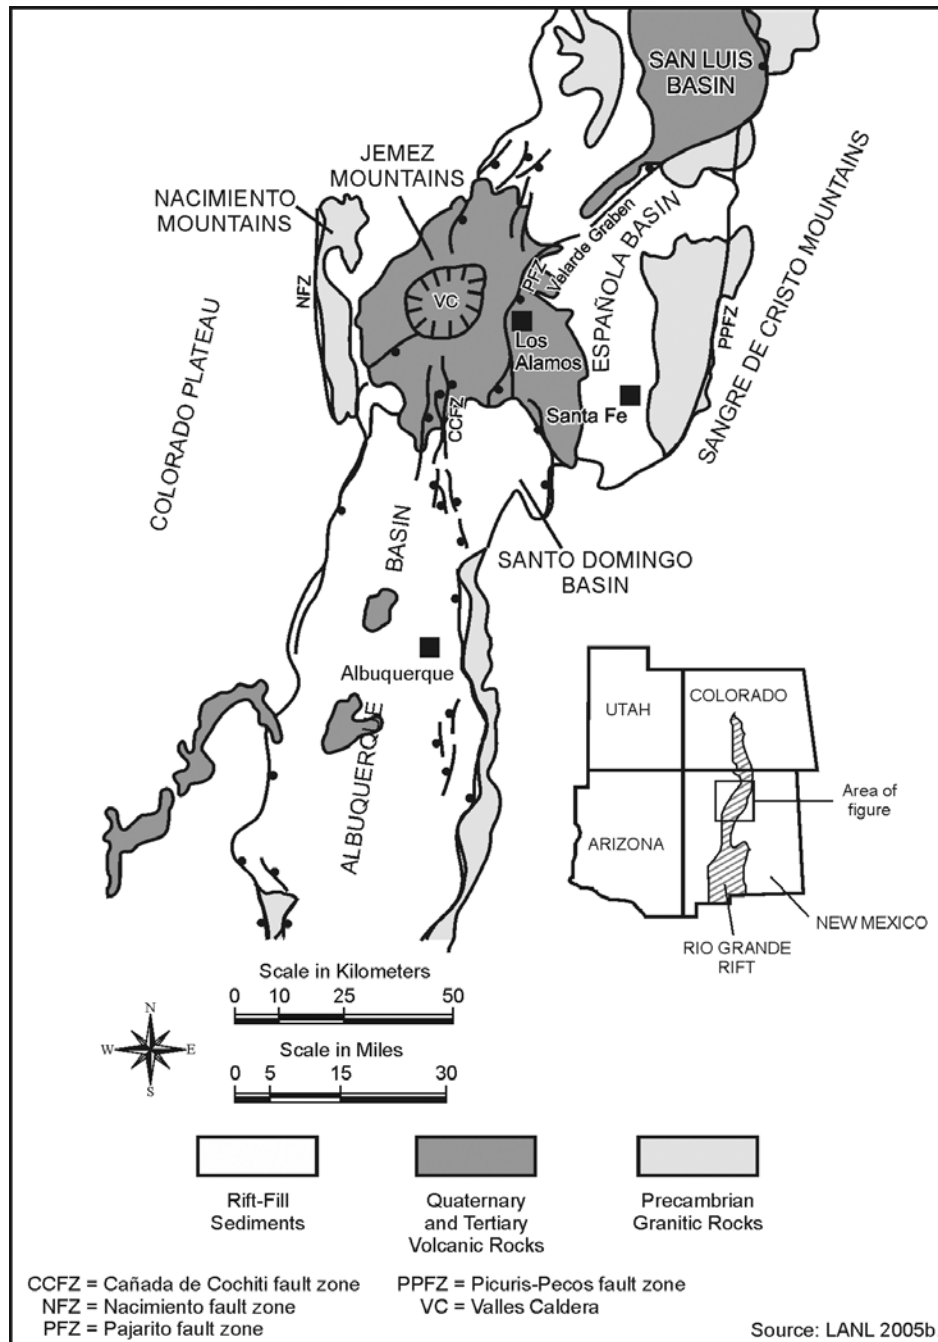 SAN LUIS
BASIN
JEMEZ
MOUNTAINS
NACIMIENTO
MOUNTAINS
SANGRE DE CRISTO MOUNTAINS
Velarde Graben
ESPAÑOLA BASIN
PFZ
NFZ
VC
PPFZ
Los
Alamos
COLORADO PLATEAU
Santa Fe
CCFZ
BASIN
SANTO DOMINGO
BASIN
Albuquerque
ALBUQUERQUE
UTAH
COLORADO
Area of
figure
ARIZONA
NEW MEXICO
RIO GRANDE
RIFT
Scale in Kilometers
0 10 25 50
Scale in Miles
0 5 15 30
N
W E
S
Rift-Fill
Sediments
Quaternary
and Tertiary
Volcanic Rocks
Precambrian
Granitic Rocks
CCFZ = Cañada de Cochiti fault zone
NFZ = Nacimiento fault zone
PFZ = Pajarito fault zone
PPFZ = Picuris-Pecos fault zone
VC = Valles Caldera
Source: LANL 2005b